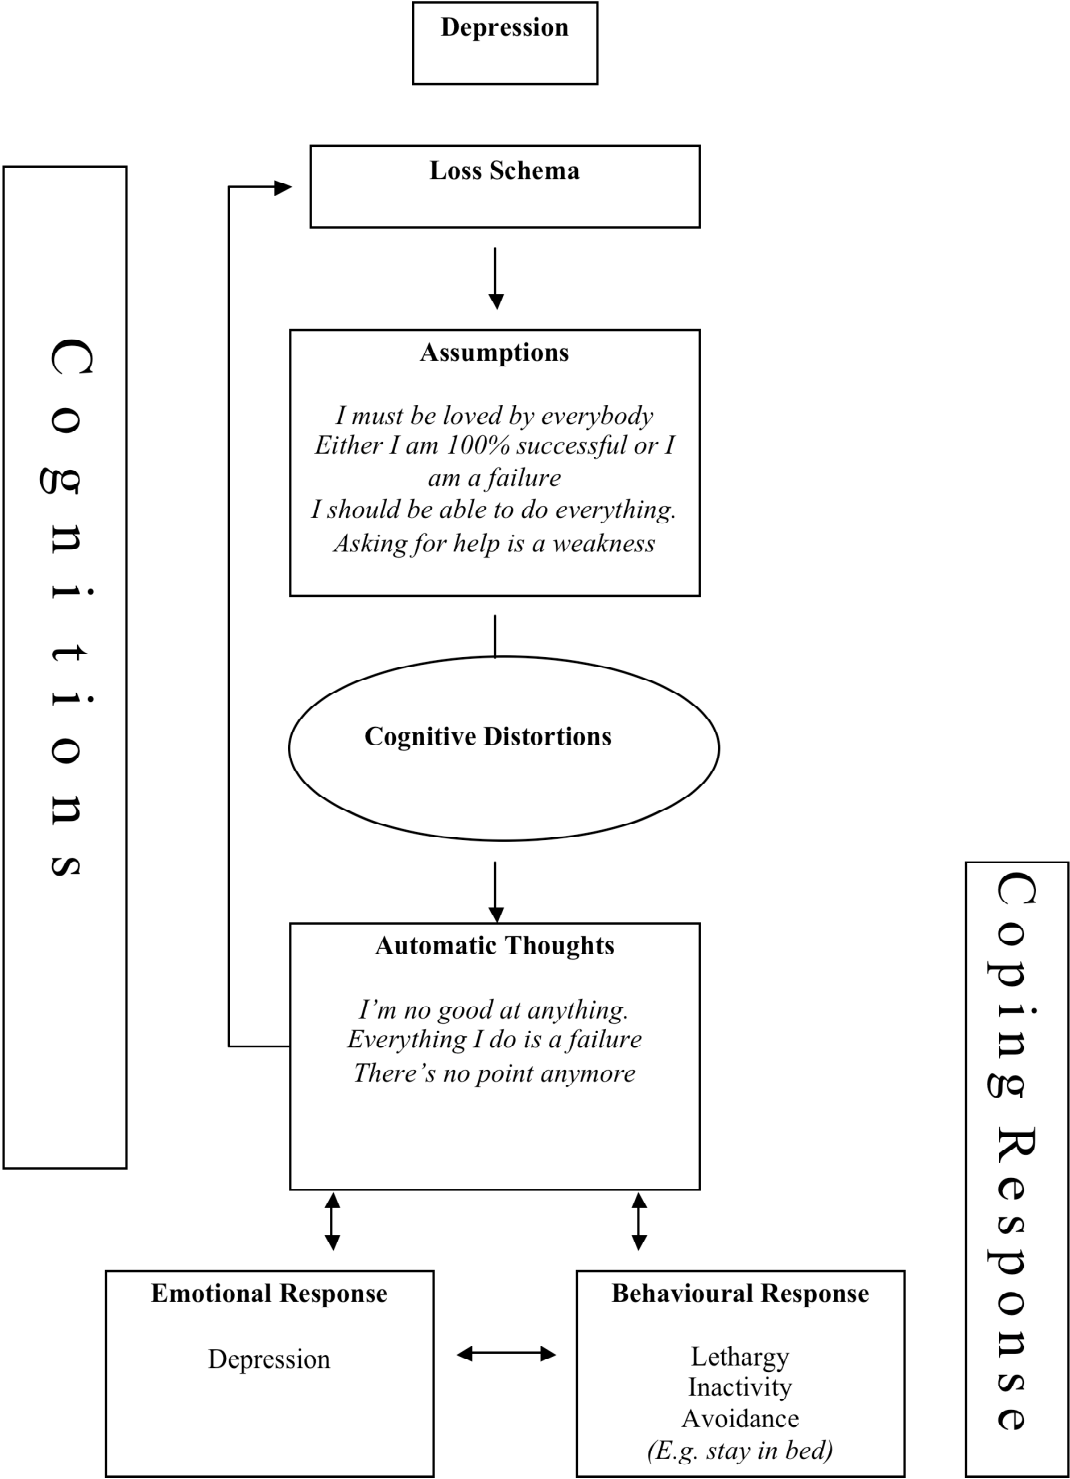 Depression
Loss Schema
Assumptions
I must be loved by everybody
Either I am 100% successful or I
am a failure
I should be able to do everything.
Asking for help is a weakness
Cognitions
Cognitive Distortions
Automatic Thoughts
I’m no good at anything.
Everything I do is a failure
There’s no point anymore
Coping Response
Emotional Response
Depression
Behavioural Response
Lethargy
Inactivity
Avoidance
(E.g. stay in bed)